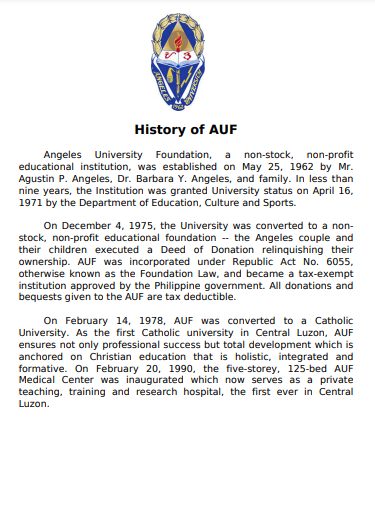 ANGELES UNIVERSITY
1962
History of AUF
Angeles University Foundation, a non-stock, non-profit
educational institution, was established on May 25, 1962 by Mr.
Agustin P. Angeles, Dr. Barbara Y. Angeles, and family. In less than
nine years, the Institution was granted University status on April 16,
1971 by the Department of Education, Culture and Sports.
On December 4, 1975, the University was converted to a non-
stock, non-profit educational foundation -- the Angeles couple and
their children executed a Deed of Donation relinquishing their
ownership. AUF was incorporated under Republic Act No. 6055,
otherwise known as the Foundation Law, and became a tax-exempt
institution approved by the Philippine government. All donations and
bequests given to the AUF are tax deductible.
On February 14, 1978, AUF was converted to a Catholic
University. As the first Catholic university in Central Luzon, AUF
ensures not only professional success but total development which is
anchored on Christian education that is holistic, integrated and
formative. On February 20, 1990, the five-storey, 125-bed AUF
Medical Center was inaugurated which now serves as a private
teaching, training and research hospital, the first ever in Central
Luzon.